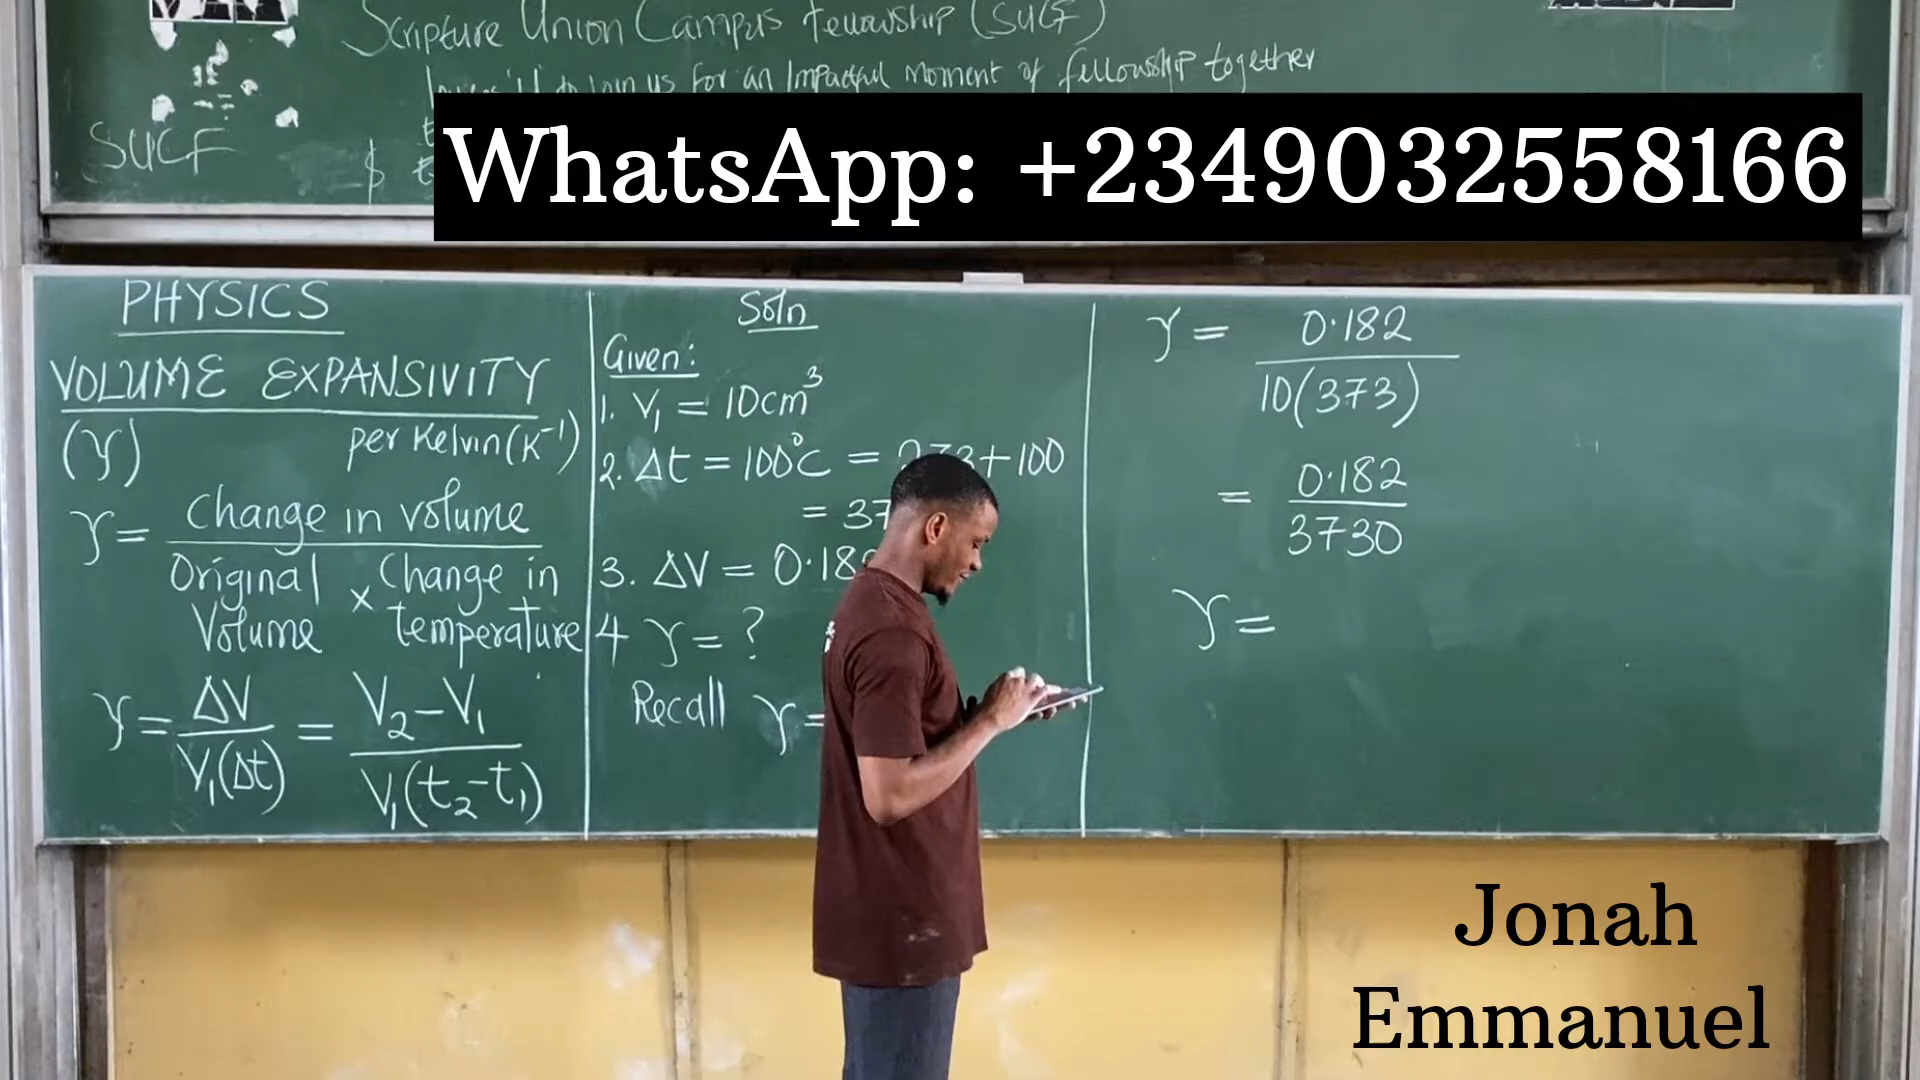 Scripture Union Campus Fellowship (SUCF)
to join us for an Impactful Moment of fellowship together
SUCF
$
WhatsApp: +2349032558166
PHYSICS
VOLUME EXPANSIVITY
(γ) per Kelvin (K⁻¹)
γ = Change in volume
Original Volume × Change in temperature
γ = ΔV / V₁(Δt) = V₂ - V₁ / V₁(t₂ - t₁)
Soln
Given:
1. V₁ = 10cm³
2. Δt = 100°C = 273 + 100
= 37
3. ΔV = 0.18
4 γ = ?
Recall γ =
γ = 0.182 / 10(373)
= 0.182 / 3730
γ =
Jonah
Emmanuel